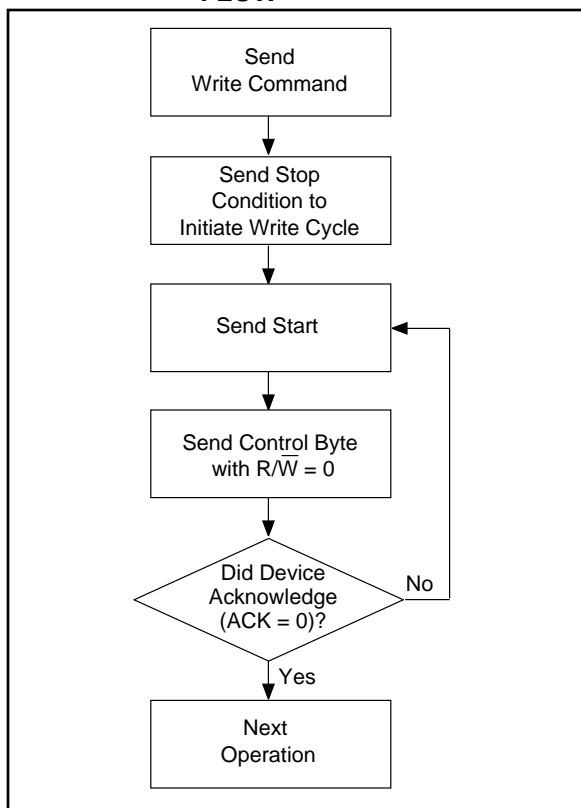 FLOW
Send
Write Command
Send Stop
Condition to
Initiate Write Cycle
Send Start
Send Control Byte
with R/W̅ = 0
Did Device
Acknowledge
(ACK = 0)?
No
Yes
Next
Operation